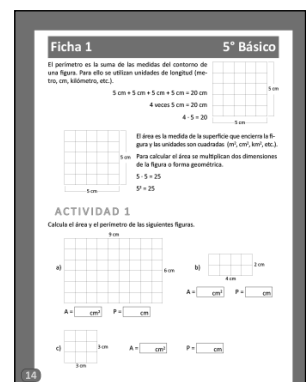 Ficha 1
5° Básico
El perímetro es la suma de las medidas del contorno de
una figura. Para ello se utilizan unidades de longitud (me-
tro, cm, kilómetro, etc.).
5 cm + 5 cm + 5 cm + 5 cm = 20 cm
4 veces 5 cm = 20 cm
4 · 5 = 20
5 cm
5 cm
El área es la medida de la superficie que encierra la fi-
gura y las unidades son cuadradas (m², cm², km², etc.).
Para calcular el área se multiplican dos dimensiones
de la figura o forma geométrica.
5 · 5 = 25
5² = 25
5 cm
5 cm
ACTIVIDAD 1
Calcula el área y el perímetro de las siguientes figuras.
9 cm
a)
6 cm
A = cm² P = cm
b)
2 cm
4 cm
A = cm² P = cm
c)
3 cm
3 cm
A = cm² P = cm
14